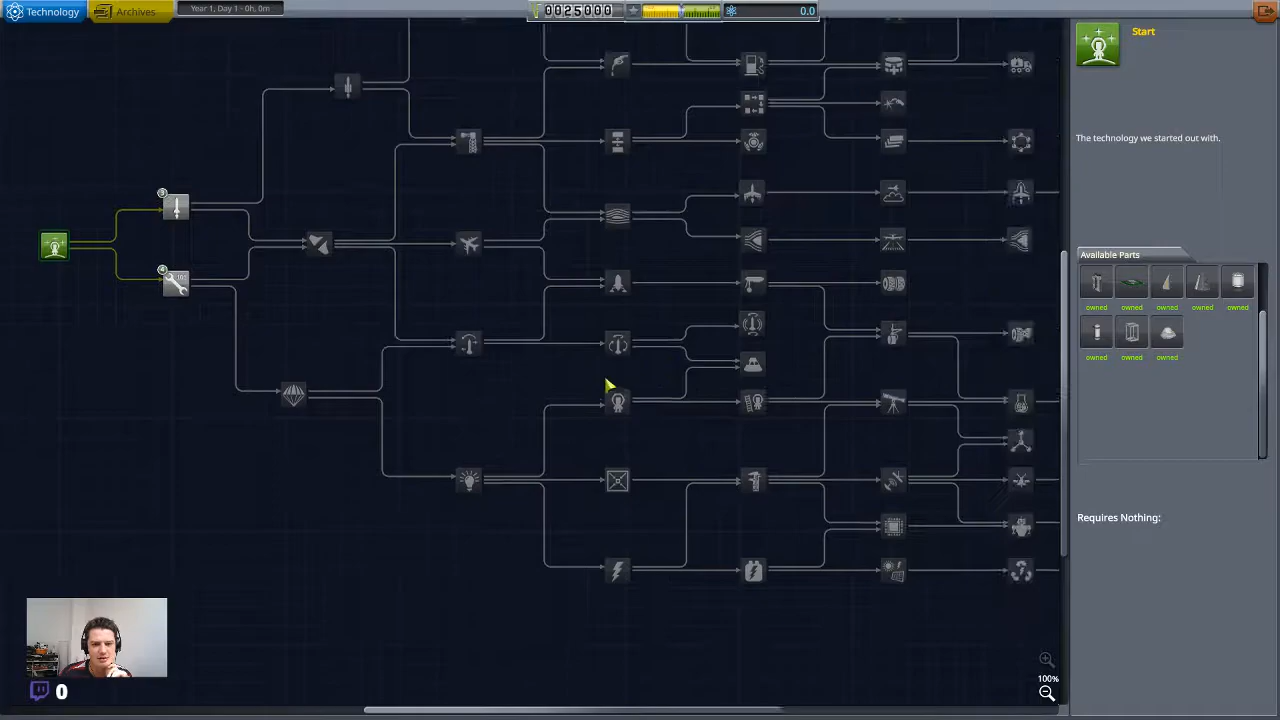 Technology
Archives
Year 1, Day 1 - 0h, 0m
0025000
0.0
Start
The technology we started out with.
Available Parts
owned owned owned owned owned
owned owned owned
Requires Nothing:
100%
0